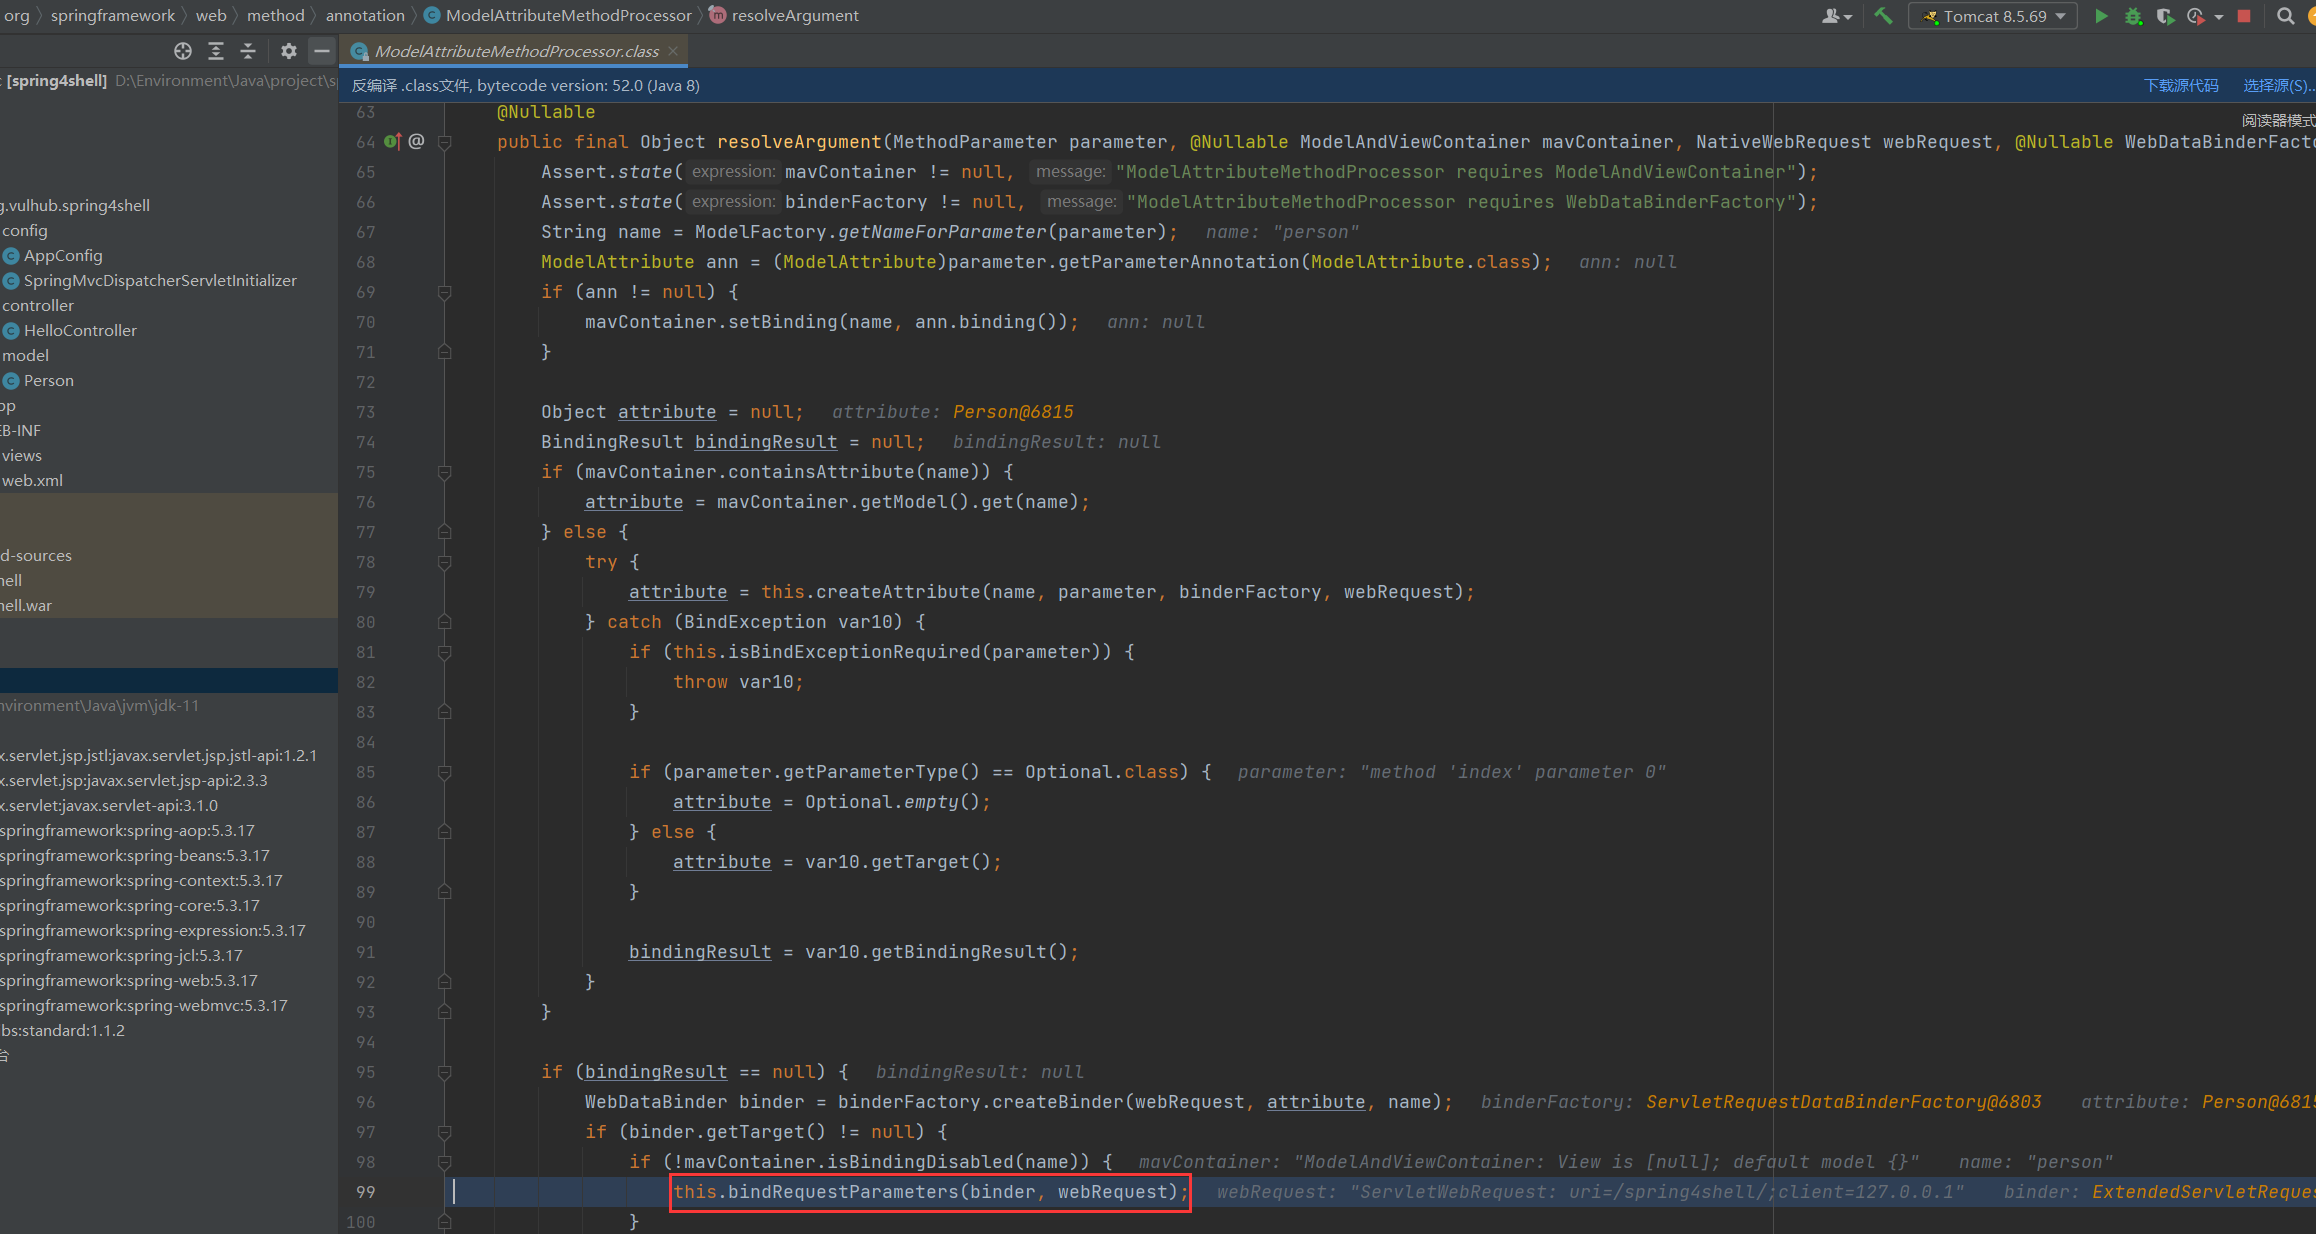 org springframework web method annotation ModelAttributeMethodProcessor resolveArgument Tomcat 8.5.69
ModelAttributeMethodProcessor.class
[spring4shell] D:\Environment\Java\project\s
反编译 .class文件, bytecode version: 52.0 (Java 8) 下载源代码 选择源(S)...
阅读器模式
g.vulhub.spring4shell
config
AppConfig
SpringMvcDispatcherServletInitializer
controller
HelloController
model
Person
pp
EB-INF
views
web.xml
d-sources
hell
hell.war
nvironment\Java\jvm\jdk-11
x.servlet.jsp.jstl:javax.servlet.jsp.jstl-api:1.2.1
x.servlet.jsp:javax.servlet.jsp-api:2.3.3
x.servlet:javax.servlet-api:3.1.0
springframework:spring-aop:5.3.17
springframework:spring-beans:5.3.17
springframework:spring-context:5.3.17
springframework:spring-core:5.3.17
springframework:spring-expression:5.3.17
springframework:spring-jcl:5.3.17
springframework:spring-web:5.3.17
springframework:spring-webmvc:5.3.17
bs:standard:1.1.2
台
63 @Nullable
64 @ public final Object resolveArgument(MethodParameter parameter, @Nullable ModelAndViewContainer mavContainer, NativeWebRequest webRequest, @Nullable WebDataBinderFacto
65 Assert.state( expression: mavContainer != null, message: "ModelAttributeMethodProcessor requires ModelAndViewContainer");
66 Assert.state( expression: binderFactory != null, message: "ModelAttributeMethodProcessor requires WebDataBinderFactory");
67 String name = ModelFactory.getNameForParameter(parameter); name: "person"
68 ModelAttribute ann = (ModelAttribute)parameter.getParameterAnnotation(ModelAttribute.class); ann: null
69 if (ann != null) {
70 mavContainer.setBinding(name, ann.binding()); ann: null
71 }
72
73 Object attribute = null; attribute: Person@6815
74 BindingResult bindingResult = null; bindingResult: null
75 if (mavContainer.containsAttribute(name)) {
76 attribute = mavContainer.getModel().get(name);
77 } else {
78 try {
79 attribute = this.createAttribute(name, parameter, binderFactory, webRequest);
80 } catch (BindException var10) {
81 if (this.isBindExceptionRequired(parameter)) {
82 throw var10;
83 }
84
85 if (parameter.getParameterType() == Optional.class) { parameter: "method 'index' parameter 0"
86 attribute = Optional.empty();
87 } else {
88 attribute = var10.getTarget();
89 }
90
91 bindingResult = var10.getBindingResult();
92 }
93 }
94
95 if (bindingResult == null) { bindingResult: null
96 WebDataBinder binder = binderFactory.createBinder(webRequest, attribute, name); binderFactory: ServletRequestDataBinderFactory@6803 attribute: Person@6815
97 if (binder.getTarget() != null) {
98 if (!mavContainer.isBindingDisabled(name)) { mavContainer: "ModelAndViewContainer: View is [null]; default model {}" name: "person"
99 this.bindRequestParameters(binder, webRequest); webRequest: "ServletWebRequest: uri=/spring4shell/;client=127.0.0.1" binder: ExtendedServletReques
100 }